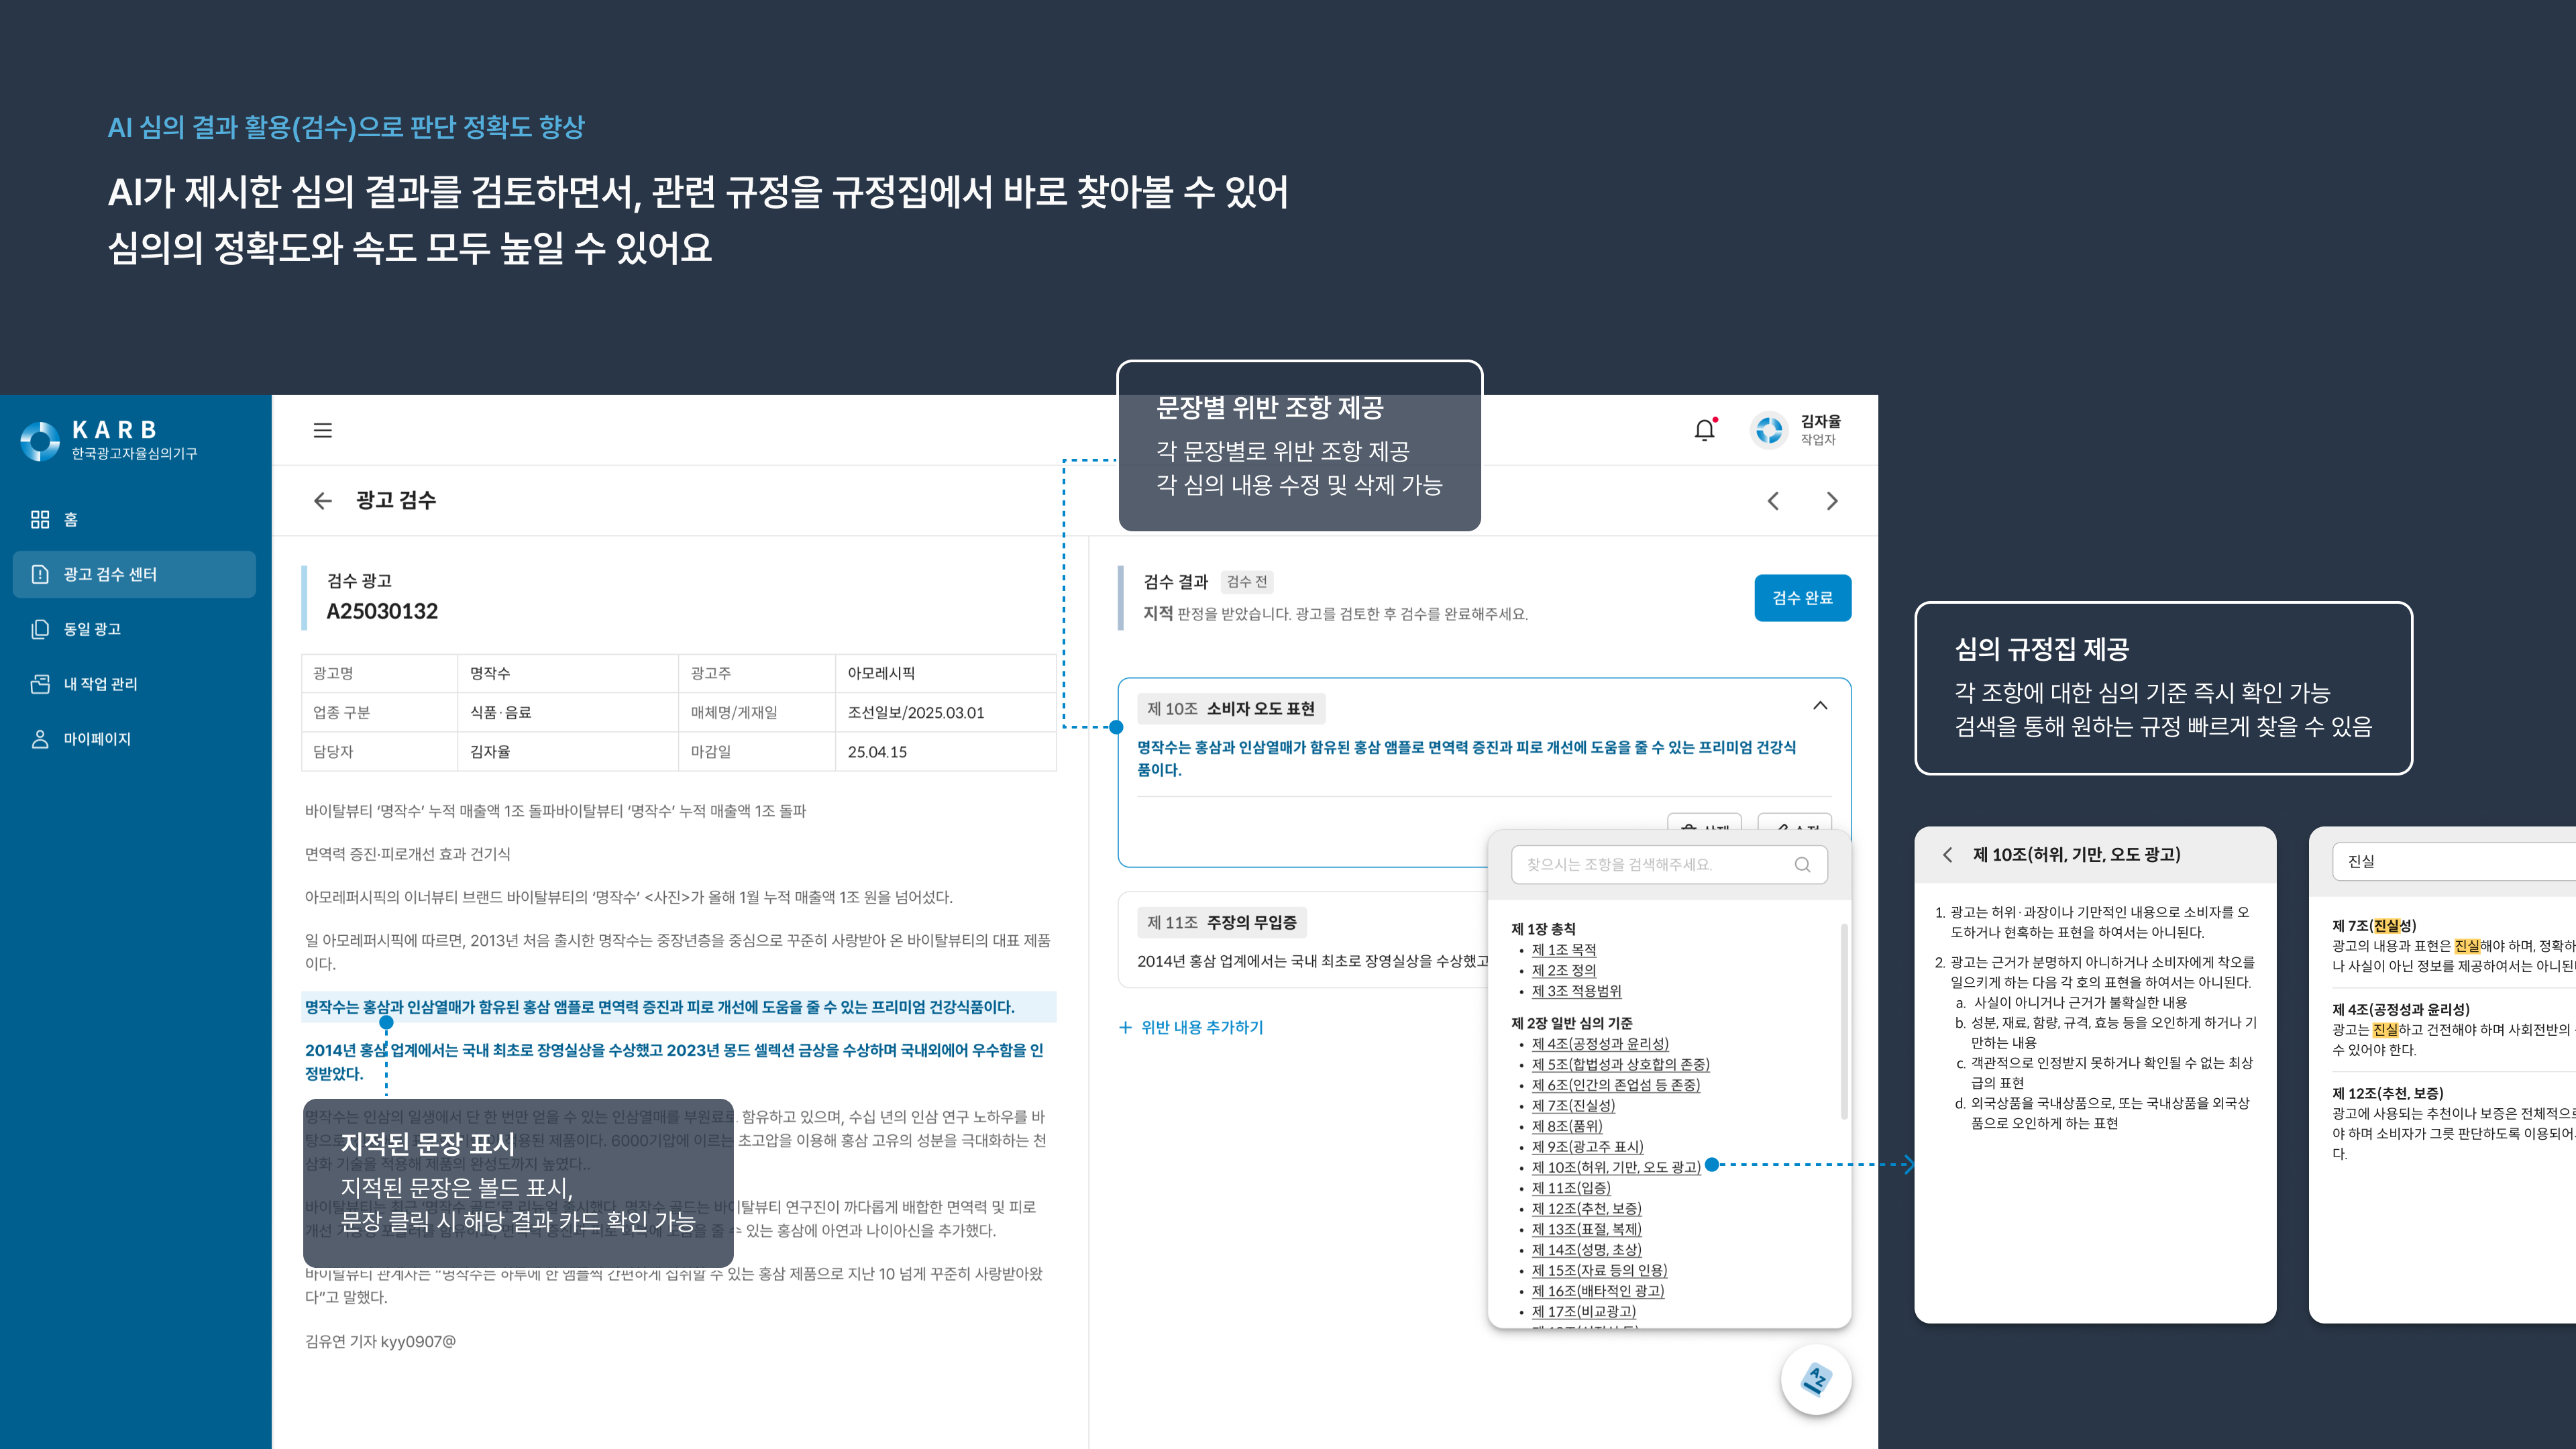 AI 심의 결과 활용(검수)으로 판단 정확도 향상
AI가 제시한 심의 결과를 검토하면서, 관련 규정을 규정집에서 바로 찾아볼 수 있어
심의의 정확도와 속도 모두 높일 수 있어요
KARB
한국광고자율심의기구
홈
광고 검수 센터
동일 광고
내 작업 관리
마이페이지
김자율
작업자
광고 검수
문장별 위반 조항 제공
각 문장별로 위반 조항 제공
각 심의 내용 수정 및 삭제 가능
검수 광고
A25030132
광고명 명작수 광고주 아모레시픽
업종 구분 식품·음료 매체명/게재일 조선일보/2025.03.01
담당자 김자율 마감일 25.04.15
바이탈뷰티 ‘명작수’ 누적 매출액 1조 돌파바이탈뷰티 ‘명작수’ 누적 매출액 1조 돌파
면역력 증진·피로개선 효과 건기식
아모레퍼시픽의 이너뷰티 브랜드 바이탈뷰티의 ‘명작수’ <사진>가 올해 1월 누적 매출액 1조 원을 넘어섰다.
일 아모레퍼시픽에 따르면, 2013년 처음 출시한 명작수는 중장년층을 중심으로 꾸준히 사랑받아 온 바이탈뷰티의 대표 제품
이다.
명작수는 홍삼과 인삼열매가 함유된 홍삼 앰플로 면역력 증진과 피로 개선에 도움을 줄 수 있는 프리미엄 건강식품이다.
2014년 홍삼 업계에서는 국내 최초로 장영실상을 수상했고 2023년 몽드 셀렉션 금상을 수상하며 국내외에어 우수함을 인
정받았다.
명작수는 인삼의 일생에서 단 한 번만 얻을 수 있는 인삼열매를 부원료로 함유하고 있으며, 수십 년의 인삼 연구 노하우를 바
용된 제품이다. 6000기압에 이르는 초고압을 이용해 홍삼 고유의 성분을 극대화하는 천
삼화 기술을 적용해 제품의 완성도까지 높였다..
바이탈뷰티는 최근 ‘명작수 골드’로 리뉴얼 출시했다. 명작수 골드는 바이탈뷰티 연구진이 까다롭게 배합한 면역력 및 피로
개선 줄 수 있는 홍삼에 아연과 나이아신을 추가했다.
바이탈뷰티 관계자는 “명작수는 하루에 한 앰플씩 간편하게 섭취할 수 있는 홍삼 제품으로 지난 10 넘게 꾸준히 사랑받아왔
다”고 말했다.
김유연 기자 kyy0907@
지적된 문장 표시
지적된 문장은 볼드 표시,
문장 클릭 시 해당 결과 카드 확인 가능
검수 결과 검수 전
지적 판정을 받았습니다. 광고를 검토한 후 검수를 완료해주세요.
검수 완료
제 10조 소비자 오도 표현
명작수는 홍삼과 인삼열매가 함유된 홍삼 앰플로 면역력 증진과 피로 개선에 도움을 줄 수 있는 프리미엄 건강식
품이다.
삭제 수정
제 11조 주장의 무입증
2014년 홍삼 업계에서는 국내 최초로 장영실상을 수상했고
+ 위반 내용 추가하기
찾으시는 조항을 검색해주세요.
제 1장 총칙
• 제 1조 목적
• 제 2조 정의
• 제 3조 적용범위
제 2장 일반 심의 기준
• 제 4조(공정성과 윤리성)
• 제 5조(합법성과 상호합의 존중)
• 제 6조(인간의 존업섬 등 존중)
• 제 7조(진실성)
• 제 8조(품위)
• 제 9조(광고주 표시)
• 제 10조(허위, 기만, 오도 광고)
• 제 11조(입증)
• 제 12조(추천, 보증)
• 제 13조(표절, 복제)
• 제 14조(성명, 초상)
• 제 15조(자료 등의 인용)
• 제 16조(배타적인 광고)
• 제 17조(비교광고)
AZ
심의 규정집 제공
각 조항에 대한 심의 기준 즉시 확인 가능
검색을 통해 원하는 규정 빠르게 찾을 수 있음
제 10조(허위, 기만, 오도 광고)
1. 광고는 허위·과장이나 기만적인 내용으로 소비자를 오
도하거나 현혹하는 표현을 하여서는 아니된다.
2. 광고는 근거가 분명하지 아니하거나 소비자에게 착오를
일으키게 하는 다음 각 호의 표현을 하여서는 아니된다.
a. 사실이 아니거나 근거가 불확실한 내용
b. 성분, 재료, 함량, 규격, 효능 등을 오인하게 하거나 기
만하는 내용
c. 객관적으로 인정받지 못하거나 확인될 수 없는 최상
급의 표현
d. 외국상품을 국내상품으로, 또는 국내상품을 외국상
품으로 오인하게 하는 표현
진실
제 7조(진실성)
광고의 내용과 표현은 진실해야 하며, 정확하
나 사실이 아닌 정보를 제공하여서는 아니된
제 4조(공정성과 윤리성)
광고는 진실하고 건전해야 하며 사회전반의
수 있어야 한다.
제 12조(추천, 보증)
광고에 사용되는 추천이나 보증은 전체적으로
야 하며 소비자가 그릇 판단하도록 이용되어
다.